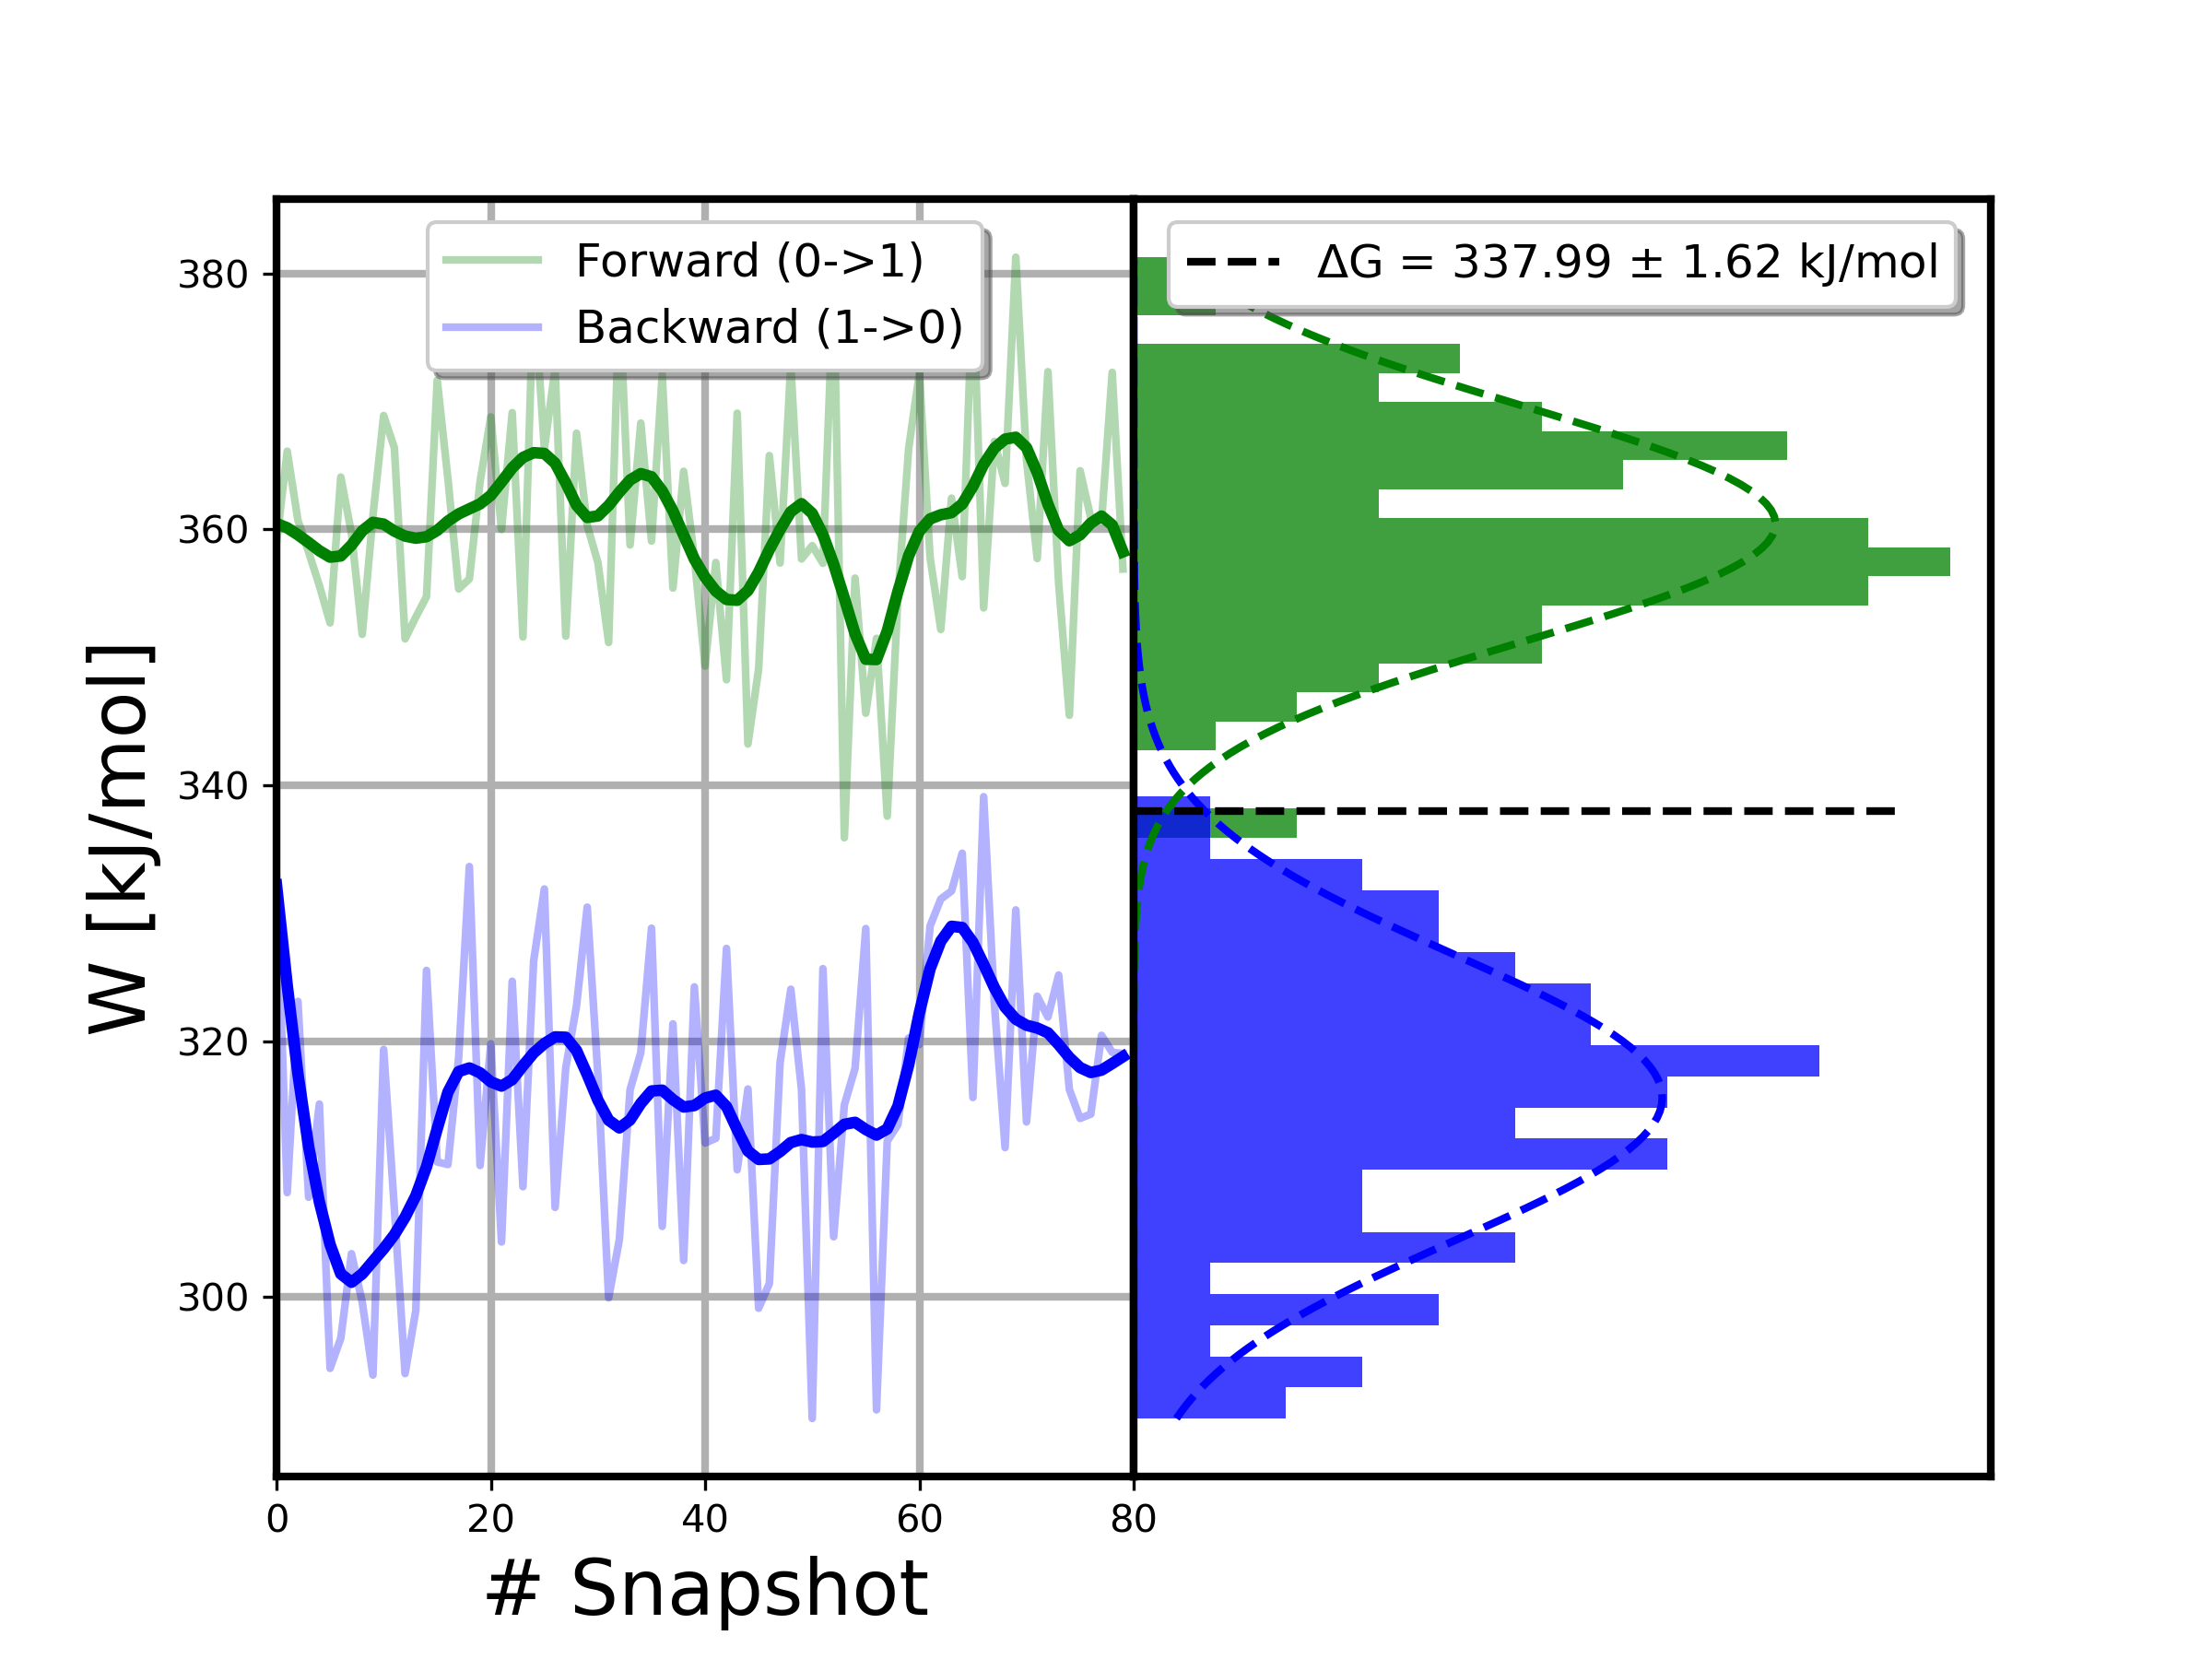 Forward (0->1)
Backward (1->0)
ΔG = 337.99 ± 1.62 kJ/mol
380
360
340
320
300
W [kJ/mol]
0 20 40 60 80
# Snapshot